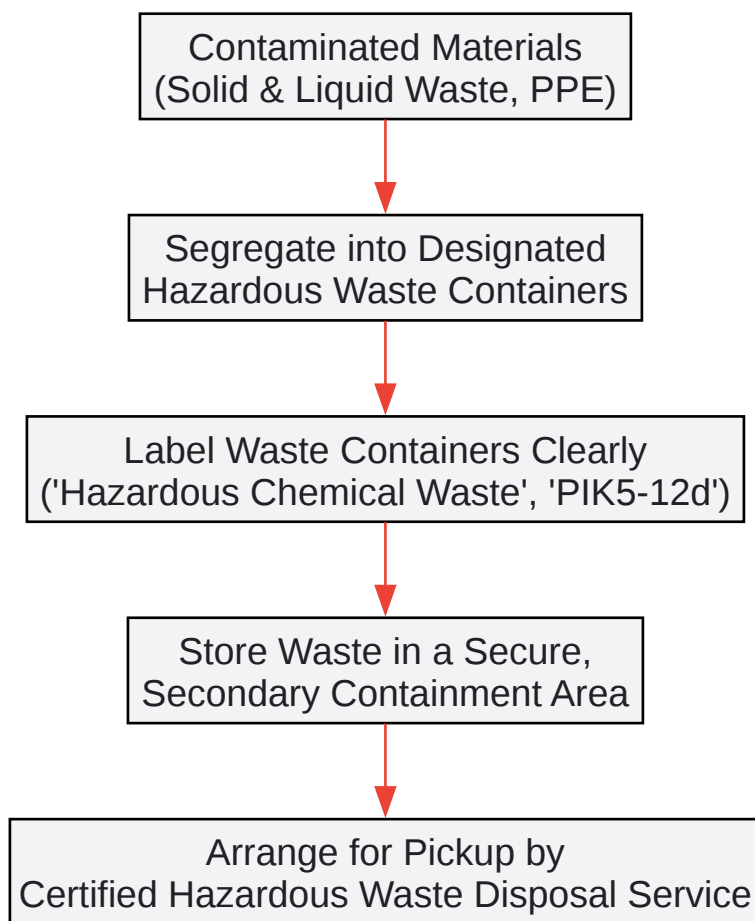 Contaminated Materials
(Solid & Liquid Waste, PPE)
Segregate into Designated
Hazardous Waste Containers
Label Waste Containers Clearly
('Hazardous Chemical Waste', 'PIK5-12d')
Store Waste in a Secure,
Secondary Containment Area
Arrange for Pickup by
Certified Hazardous Waste Disposal Service